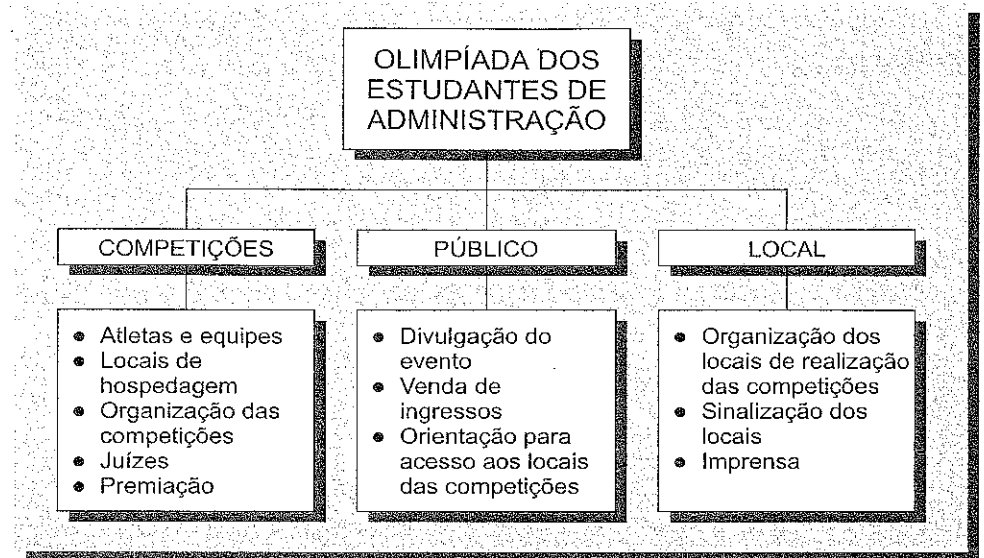 OLIMPÍADA DOS
ESTUDANTES DE
ADMINISTRAÇÃO
COMPETIÇÕES
PÚBLICO
LOCAL
• Atletas e equipes
• Locais de
hospedagem
• Organização das
competições
• Juízes
• Premiação
• Divulgação do
evento
• Venda de
ingressos
• Orientação para
acesso aos locais
das competições
• Organização dos
locais de realização
das competições
• Sinalização dos
locais
• Imprensa